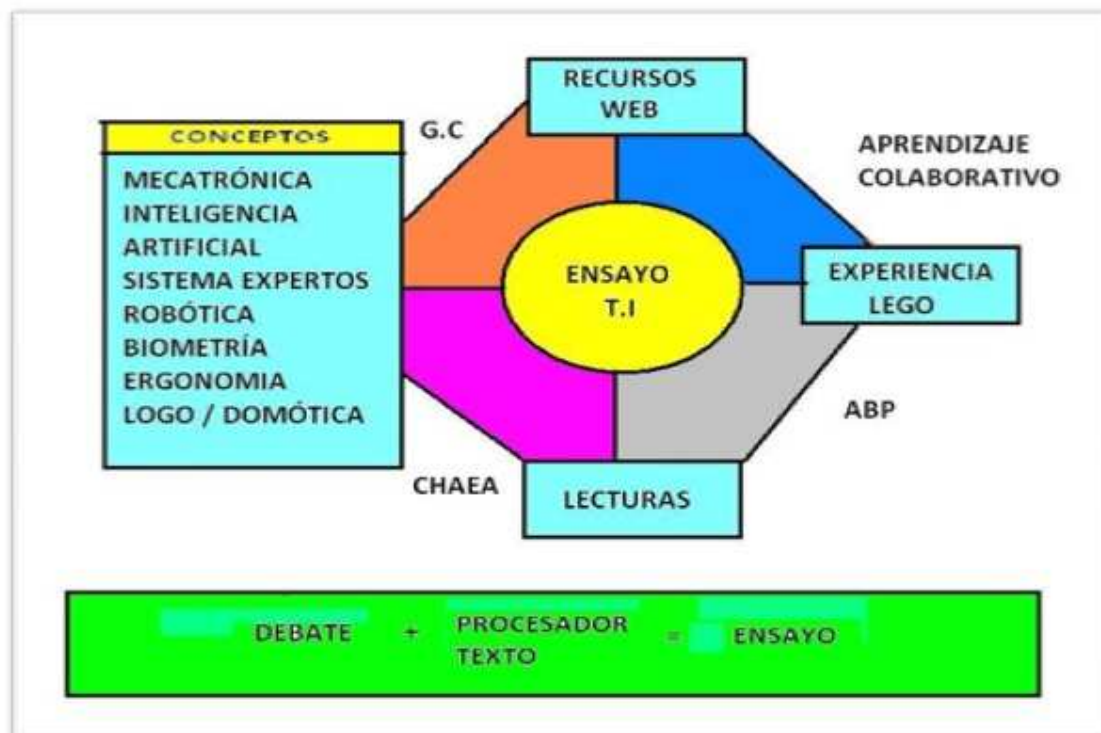 RECURSOS
WEB
G.C
CONCEPTOS
MECATRÓNICA
INTELIGENCIA
ARTIFICIAL
SISTEMA EXPERTOS
ROBÓTICA
BIOMETRÍA
ERGONOMIA
LOGO / DOMÓTICA
APRENDIZAJE
COLABORATIVO
ENSAYO
T.I
EXPERIENCIA
LEGO
ABP
CHAEA
LECTURAS
DEBATE + PROCESADOR = ENSAYO
TEXTO